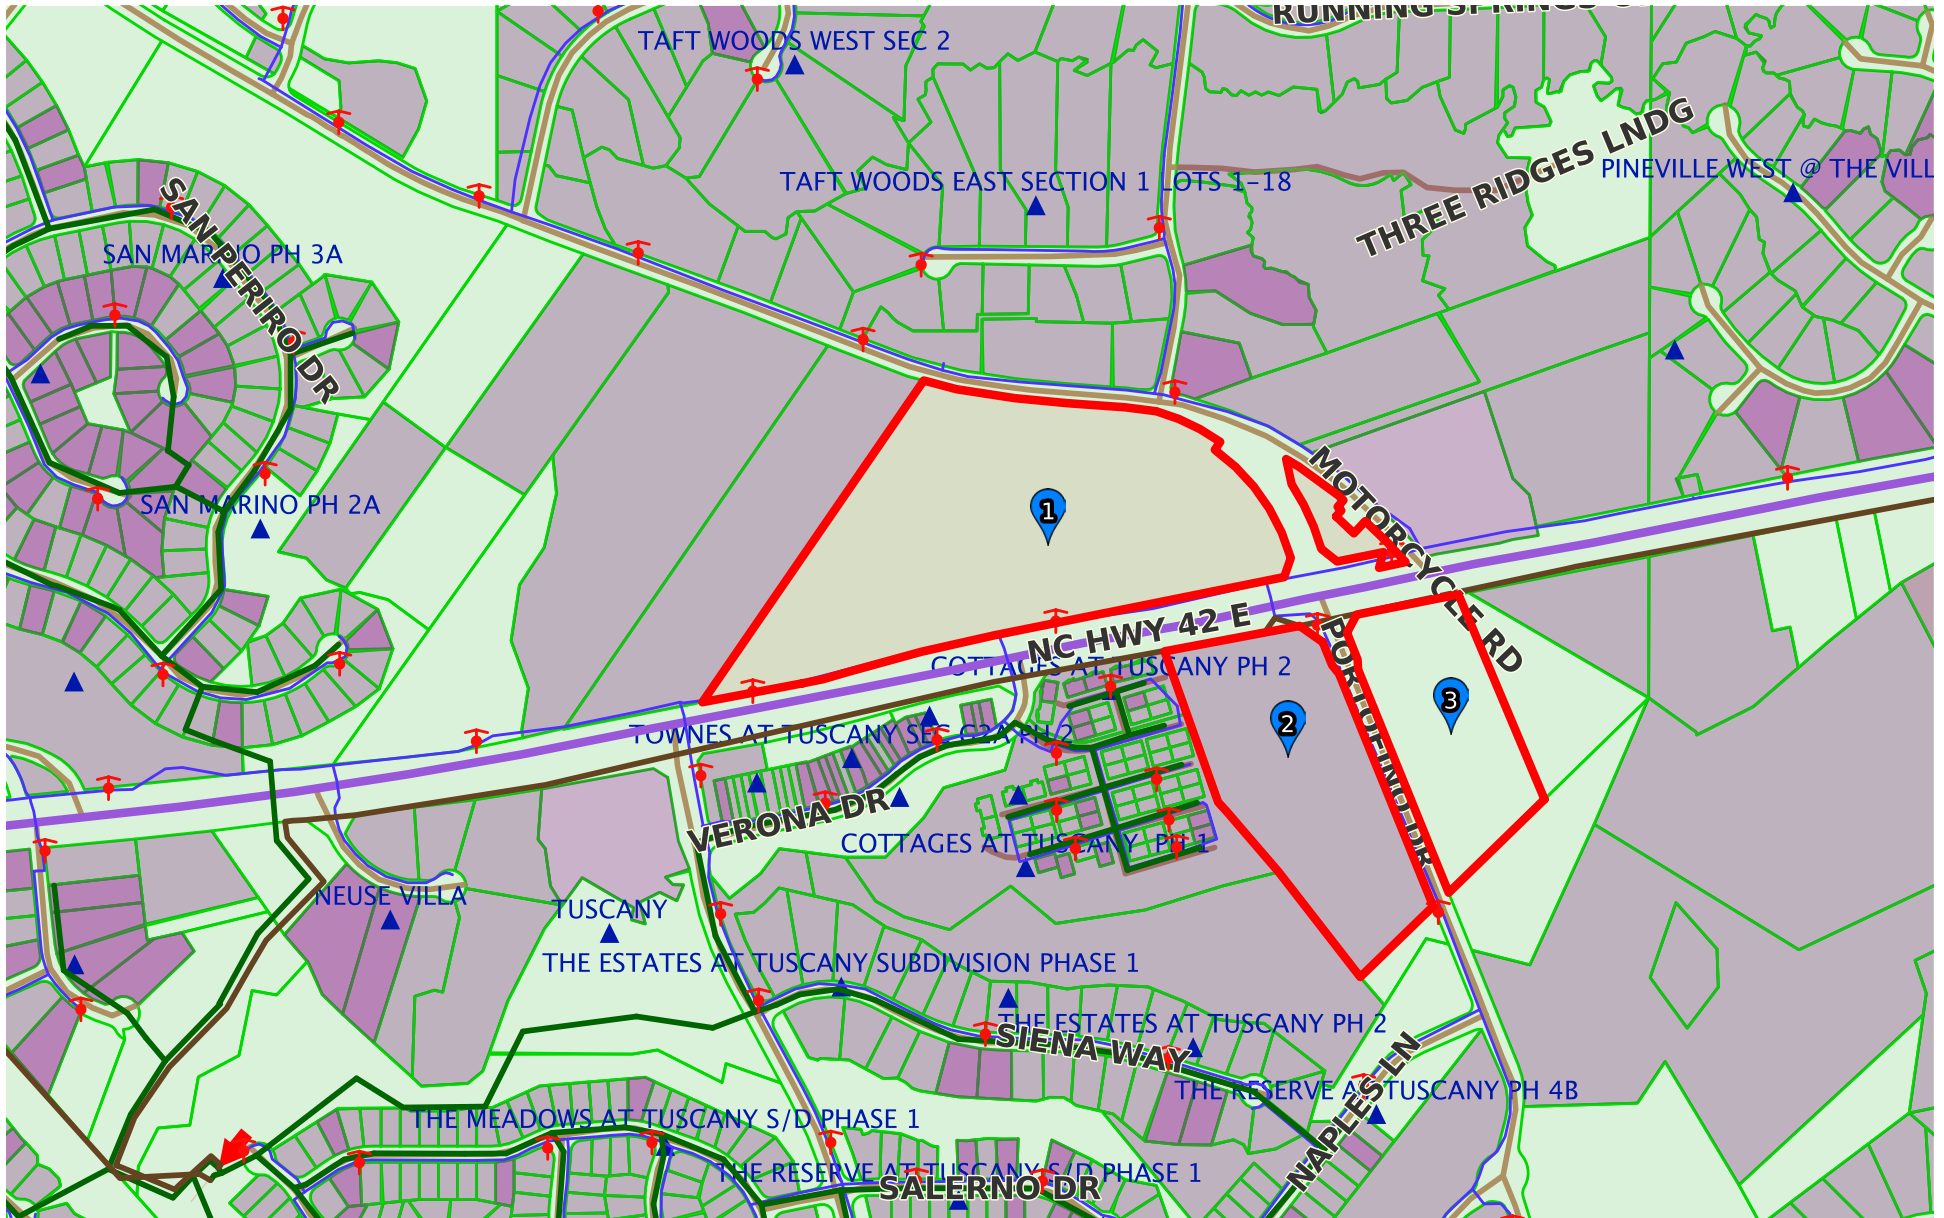 RUNNING SPRINGS
TAFT WOODS WEST SEC 2
THREE RIDGES LNDG
PINEVILLE WEST @ THE VILL
TAFT WOODS EAST SECTION 1 LOTS 1-18
SAN PERIRO DR
SAN MARINO PH 3A
MOTORCYCLE RD
SAN MARINO PH 2A
1
NC HWY 42 E
COTTAGES AT TUSCANY PH 2
PORTOFINO DR
3
2
TOWNES AT TUSCANY SEC G2A PH 2
VERONA DR
COTTAGES AT TUSCANY PH 1
NEUSE VILLA
TUSCANY
THE ESTATES AT TUSCANY SUBDIVISION PHASE 1
THE ESTATES AT TUSCANY PH 2
SIENA WAY
THE RESERVE AT TUSCANY PH 4B
NAPLES LN
THE MEADOWS AT TUSCANY S/D PHASE 1
THE RESERVE AT TUSCANY S/D PHASE 1
SALERNO DR